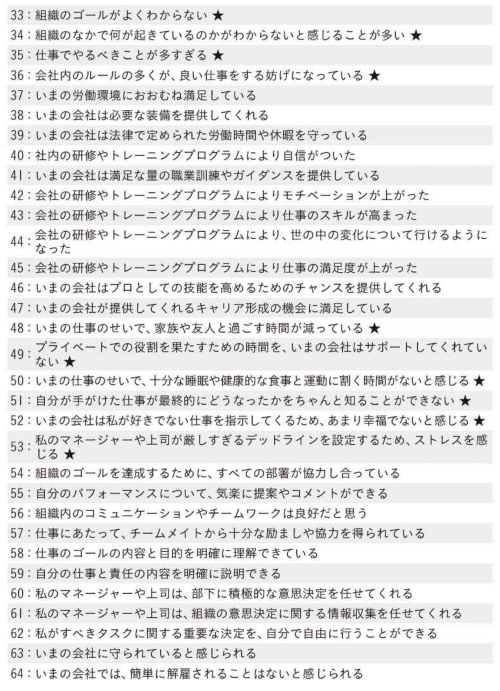 33：組織のゴールがよくわからない ★
34：組織のなかで何が起きているのかがわからないと感じることが多い ★
35：仕事でやるべきことが多すぎる ★
36：会社内のルールの多くが、良い仕事をする妨げになっている ★
37：いまの労働環境におおむね満足している
38：いまの会社は必要な装備を提供してくれる
39：いまの会社は法律で定められた労働時間や休暇を守っている
40：社内の研修やトレーニングプログラムにより自信がついた
41：いまの会社は満足な量の職業訓練やガイダンスを提供している
42：会社の研修やトレーニングプログラムによりモチベーションが上がった
43：会社の研修やトレーニングプログラムにより仕事のスキルが高まった
44：会社の研修やトレーニングプログラムにより、世の中の変化について行けるように
なった
45：会社の研修やトレーニングプログラムにより仕事の満足度が上がった
46：いまの会社はプロとしての技能を高めるためのチャンスを提供してくれる
47：いまの会社が提供してくれるキャリア形成の機会に満足している
48：いまの仕事のせいで、家族や友人と過ごす時間が減っている ★
49：プライベートでの役割を果たすための時間を、いまの会社はサポートしてくれてい
ない ★
50：いまの仕事のせいで、十分な睡眠や健康的な食事と運動に割く時間がないと感じる ★
51：自分が手がけた仕事が最終的にどうなったかをちゃんと知ることができない ★
52：いまの会社は私が好きでない仕事を指示してくるため、あまり幸福でないと感じる ★
53：私のマネージャーや上司が厳しすぎるデッドラインを設定するため、ストレスを感
じる ★
54：組織のゴールを達成するために、すべての部署が協力し合っている
55：自分のパフォーマンスについて、気楽に提案やコメントができる
56：組織内のコミュニケーションやチームワークは良好だと思う
57：仕事にあたって、チームメイトから十分な励ましや協力を得られている
58：仕事のゴールの内容と目的を明確に理解できている
59：自分の仕事と責任の内容を明確に説明できる
60：私のマネージャーや上司は、部下に積極的な意思決定を任せてくれる
61：私のマネージャーや上司は、組織の意思決定に関する情報収集を任せてくれる
62：私がすべきタスクに関する重要な決定を、自分で自由に行うことができる
63：いまの会社に守られていると感じられる
64：いまの会社では、簡単に解雇されることはないと感じられる